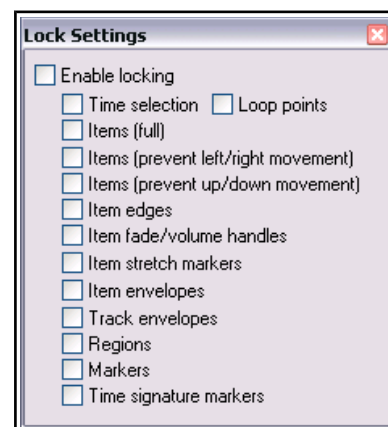 Lock Settings
Enable locking
Time selection Loop points
Items (full)
Items (prevent left/right movement)
Items (prevent up/down movement)
Item edges
Item fade/volume handles
Item stretch markers
Item envelopes
Track envelopes
Regions
Markers
Time signature markers